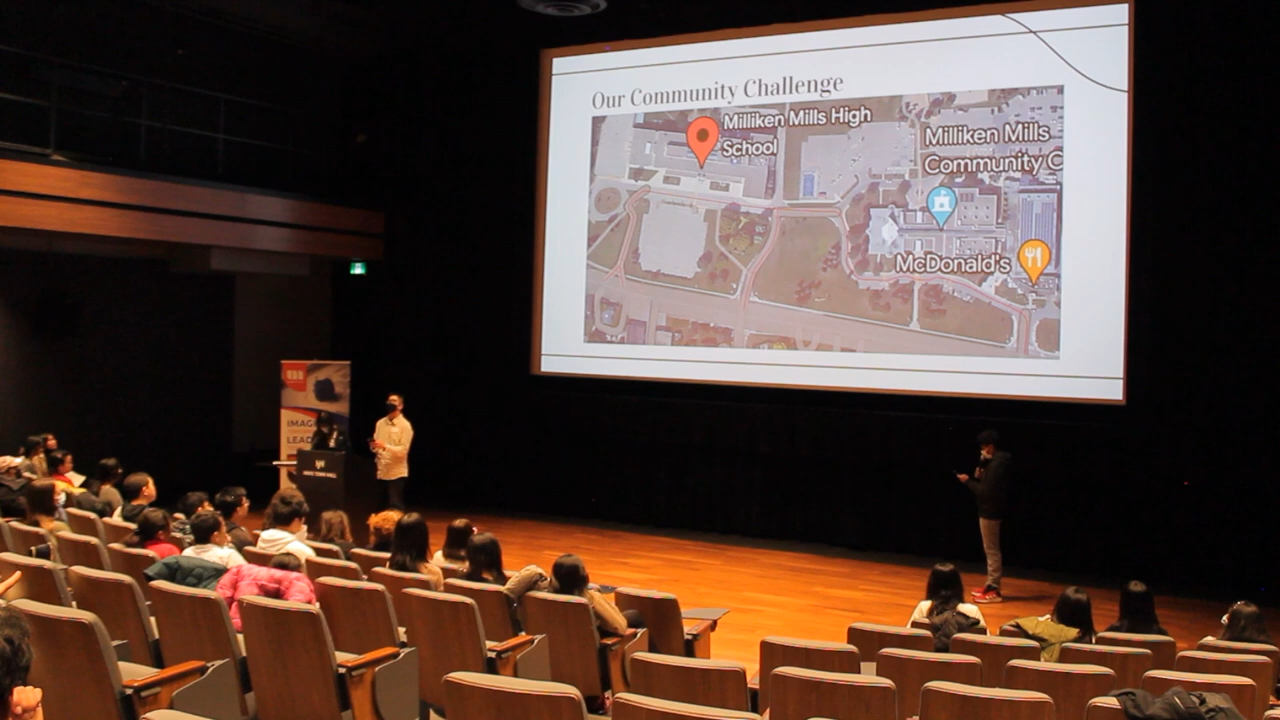 Our Community Challenge
Milliken Mills High
School
Milliken Mills
Community C
McDonald's
IMAG
LEAD